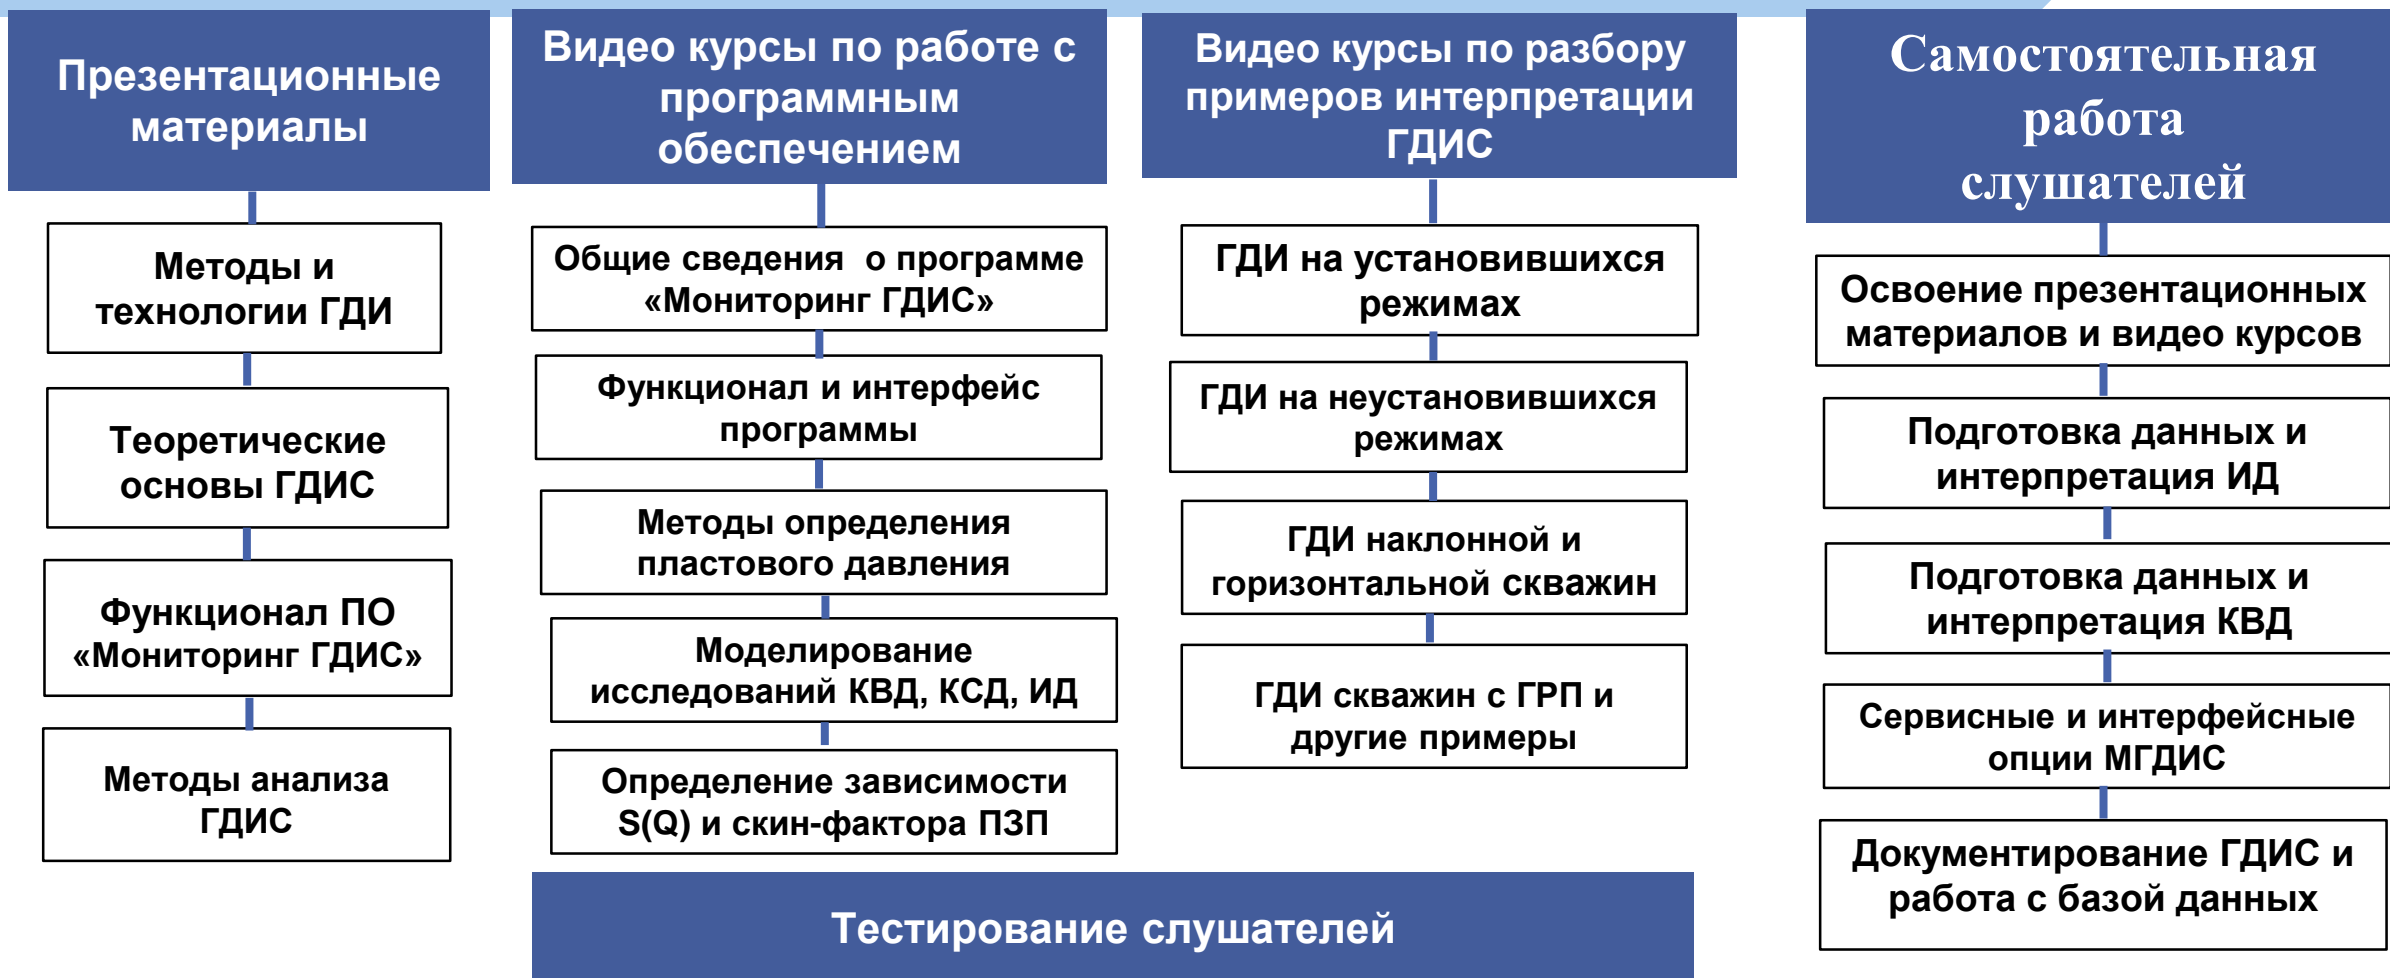 Презентационные
материалы
Методы и
технологии ГДИ
Теоретические
основы ГДИС
Функционал ПО
«Мониторинг ГДИС»
Методы анализа
ГДИС
Видео курсы по работе с
программным
обеспечением
Общие сведения о программе
«Мониторинг ГДИС»
Функционал и интерфейс
программы
Методы определения
пластового давления
Моделирование
исследований КВД, КСД, ИД
Определение зависимости
S(Q) и скин-фактора ПЗП
Видео курсы по разбору
примеров интерпретации
ГДИС
ГДИ на установившихся
режимах
ГДИ на неустановившихся
режимах
ГДИ наклонной и
горизонтальной скважин
ГДИ скважин с ГРП и
другие примеры
Самостоятельная
работа
слушателей
Освоение презентационных
материалов и видео курсов
Подготовка данных и
интерпретация ИД
Подготовка данных и
интерпретация КВД
Сервисные и интерфейсные
опции МГДИС
Документирование ГДИС и
работа с базой данных
Тестирование слушателей